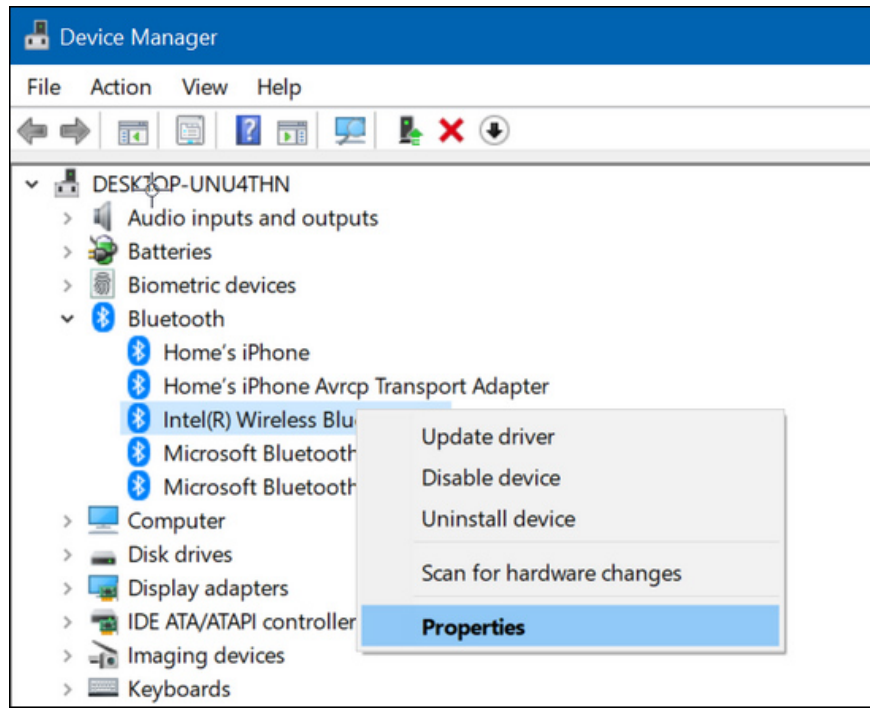 Device Manager
File Action View Help
DESKTOP-UNU4THN
Audio inputs and outputs
Batteries
Biometric devices
Bluetooth
Home's iPhone
Home's iPhone Avrcp Transport Adapter
Intel(R) Wireless
Microsoft Bluetooth
Microsoft Bluetooth
Computer
Disk drives
Display adapters
IDE ATA/ATAPI controller
Imaging devices
Keyboards
Update driver
Disable device
Uninstall device
Scan for hardware changes
Properties